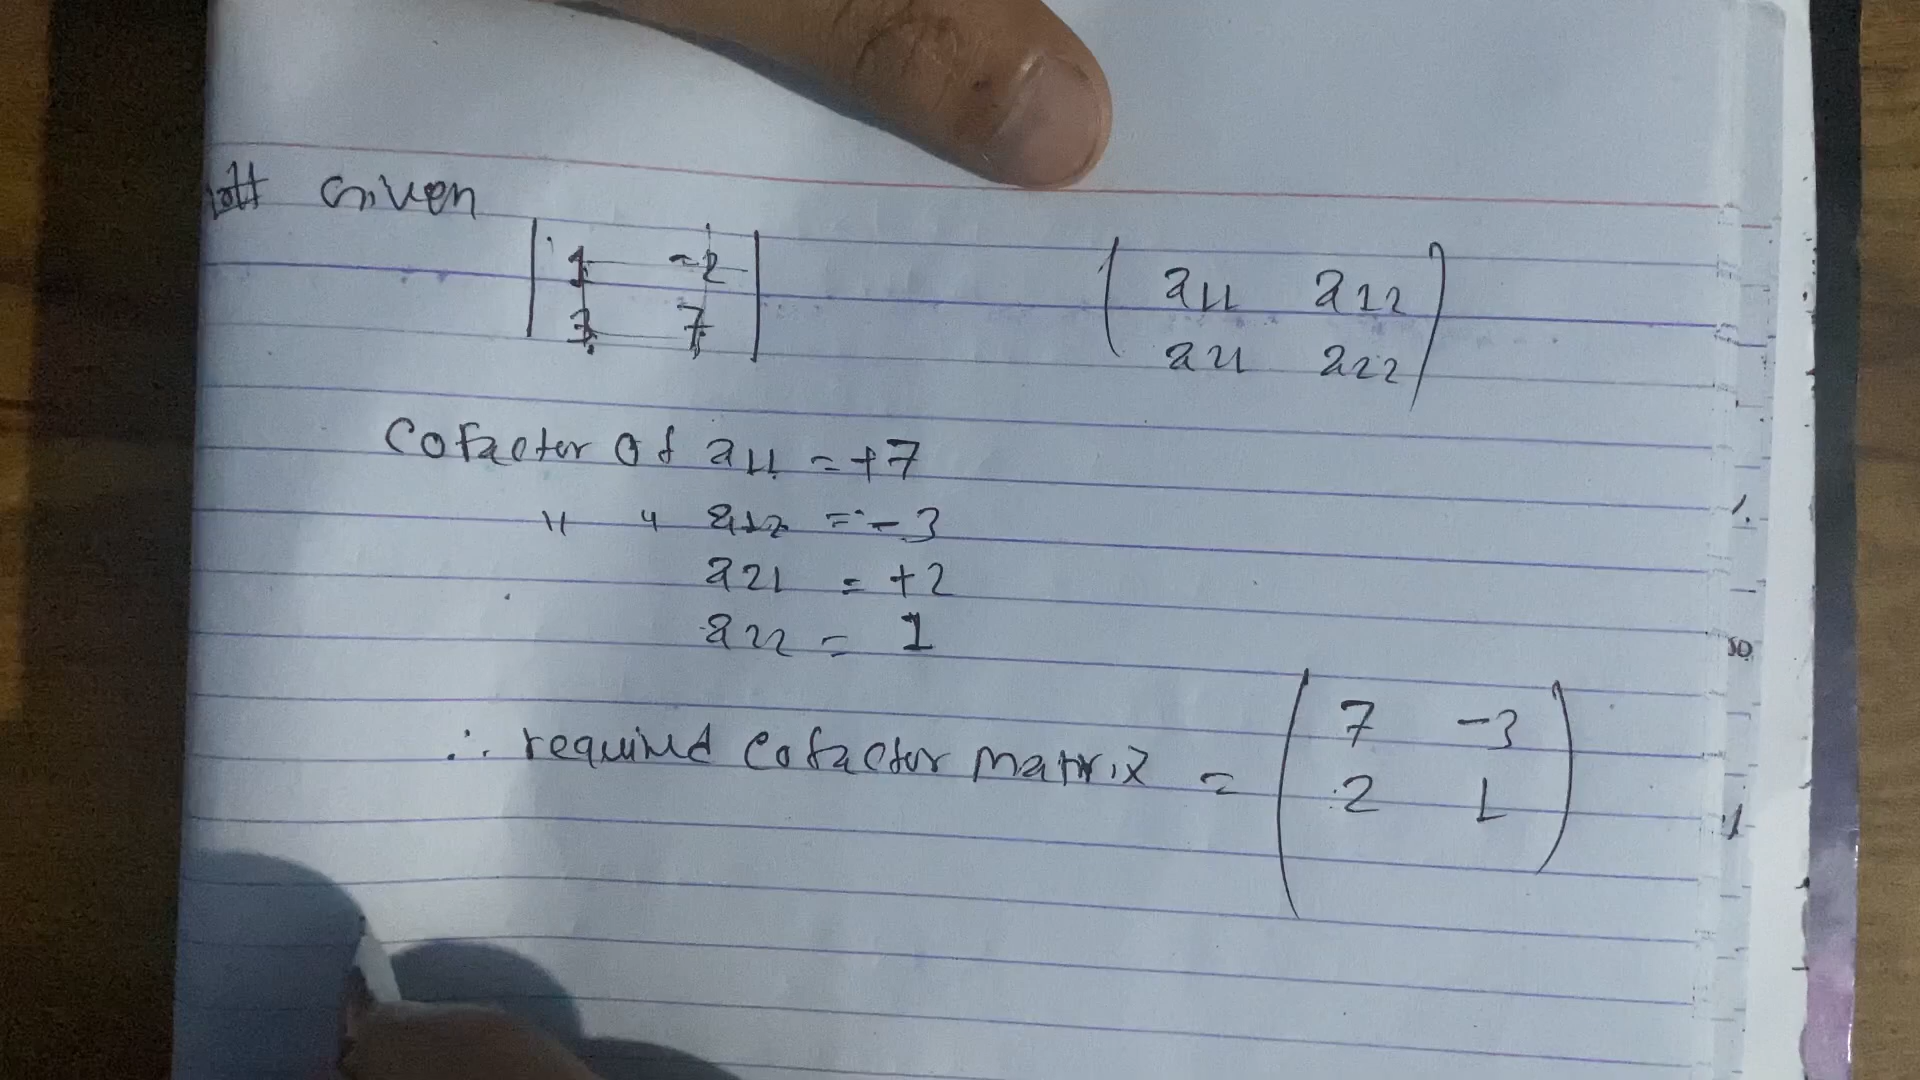 Given
1 -2
3 7
a11 a12
a21 a22
Cofactor of a11 = +7
" " a12 = - 3
a21 = +2
a22 = 1
∴ required cofactor matrix =
7 -3
2 1